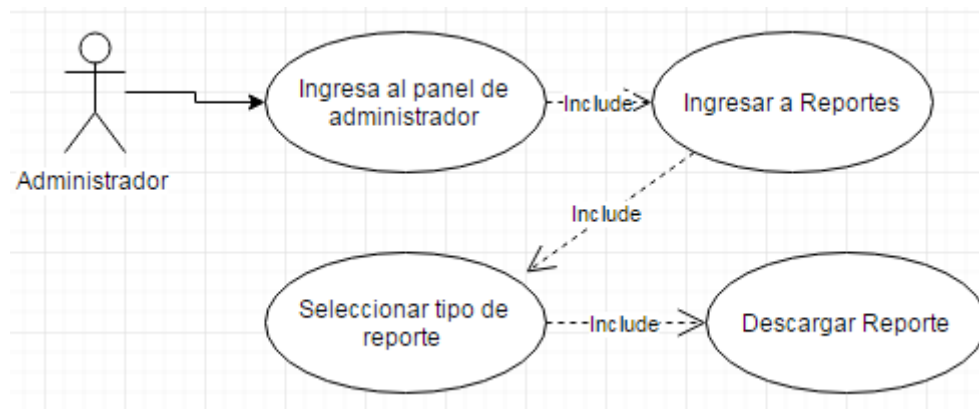 Ingresa al panel de
administrador
Include
Ingresar a Reportes
Administrador
Include
Seleccionar tipo de
reporte
Include
Descargar Reporte